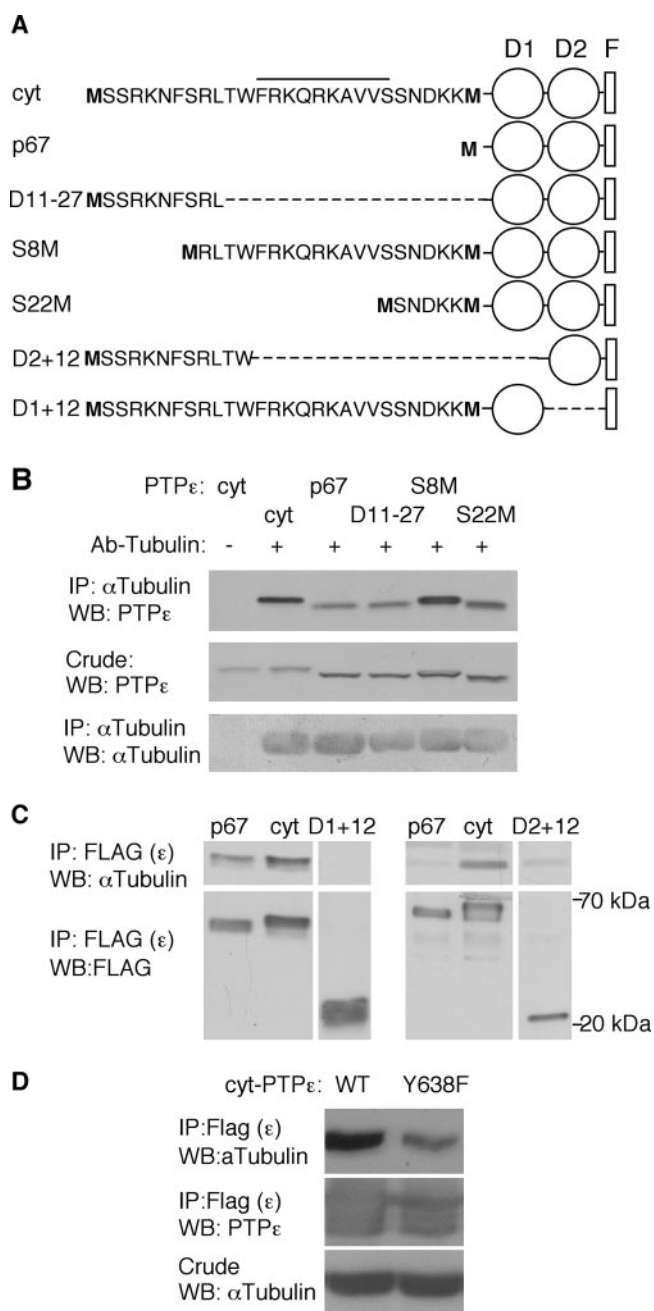 A
D1 D2 F
cyt MSSRKNFSRLTWFRKQRKAVVSSNDKKM
p67 M
D11-27 MSSRKNFSRL
S8M MRLTWFRKQRKAVVSSNDKKM
S22M MSNDKKM
D2+12 MSSRKNFSRLTW
D1+12 MSSRKNFSRLTWFRKQRKAVVSSNDKKM
B
PTPε: cyt p67 S8M
cyt D11-27 S22M
Ab-Tubulin: - + + + + +
IP: αTubulin
WB: PTPε
Crude:
WB: PTPε
IP: αTubulin
WB: αTubulin
C
p67 cyt D1+12 p67 cyt D2+12
IP: FLAG (ε)
WB: αTubulin
70 kDa
IP: FLAG (ε)
WB:FLAG
20 kDa
D
cyt-PTPε: WT Y638F
IP:Flag (ε)
WB:aTubulin
IP:Flag (ε)
WB: PTPε
Crude
WB: αTubulin